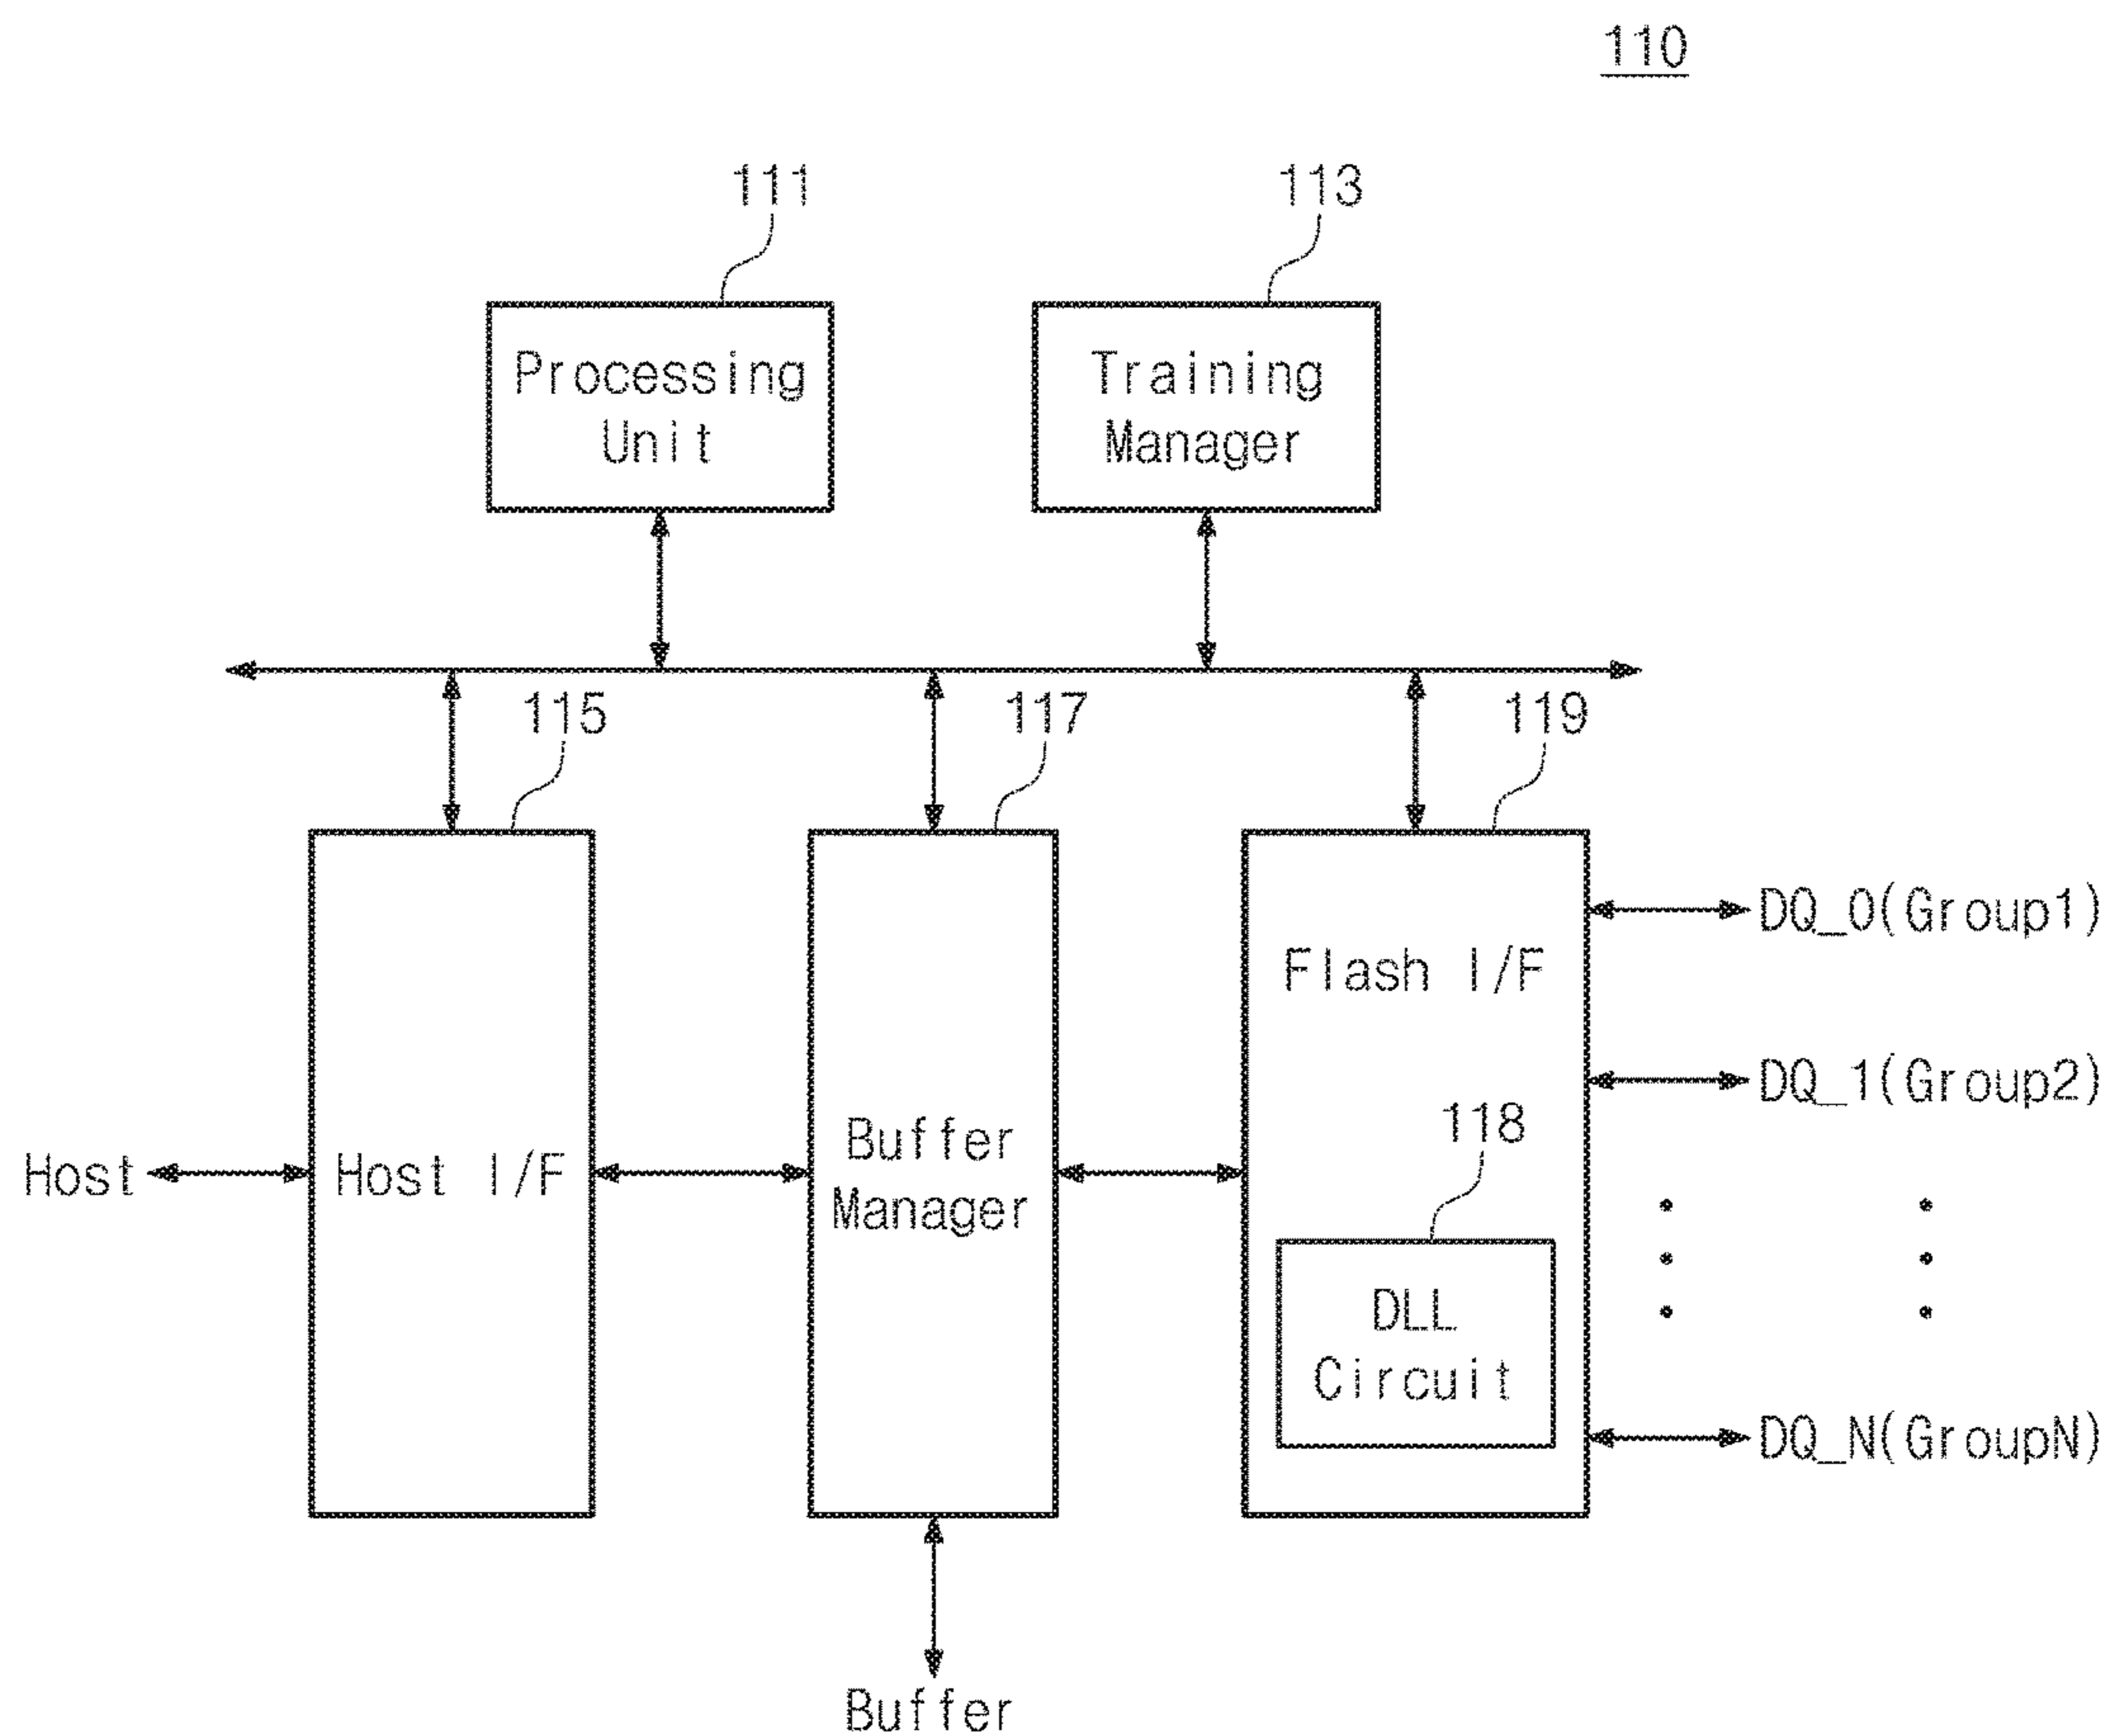 110
111
113
Processing
Unit
Training
Manager
115
117
119
DQ_0(Group1)
Flash I/F
DQ_1(Group2)
118
Host
Host I/F
Buffer
Manager
DLL
Circuit
DQ_N(GroupN)
Buffer